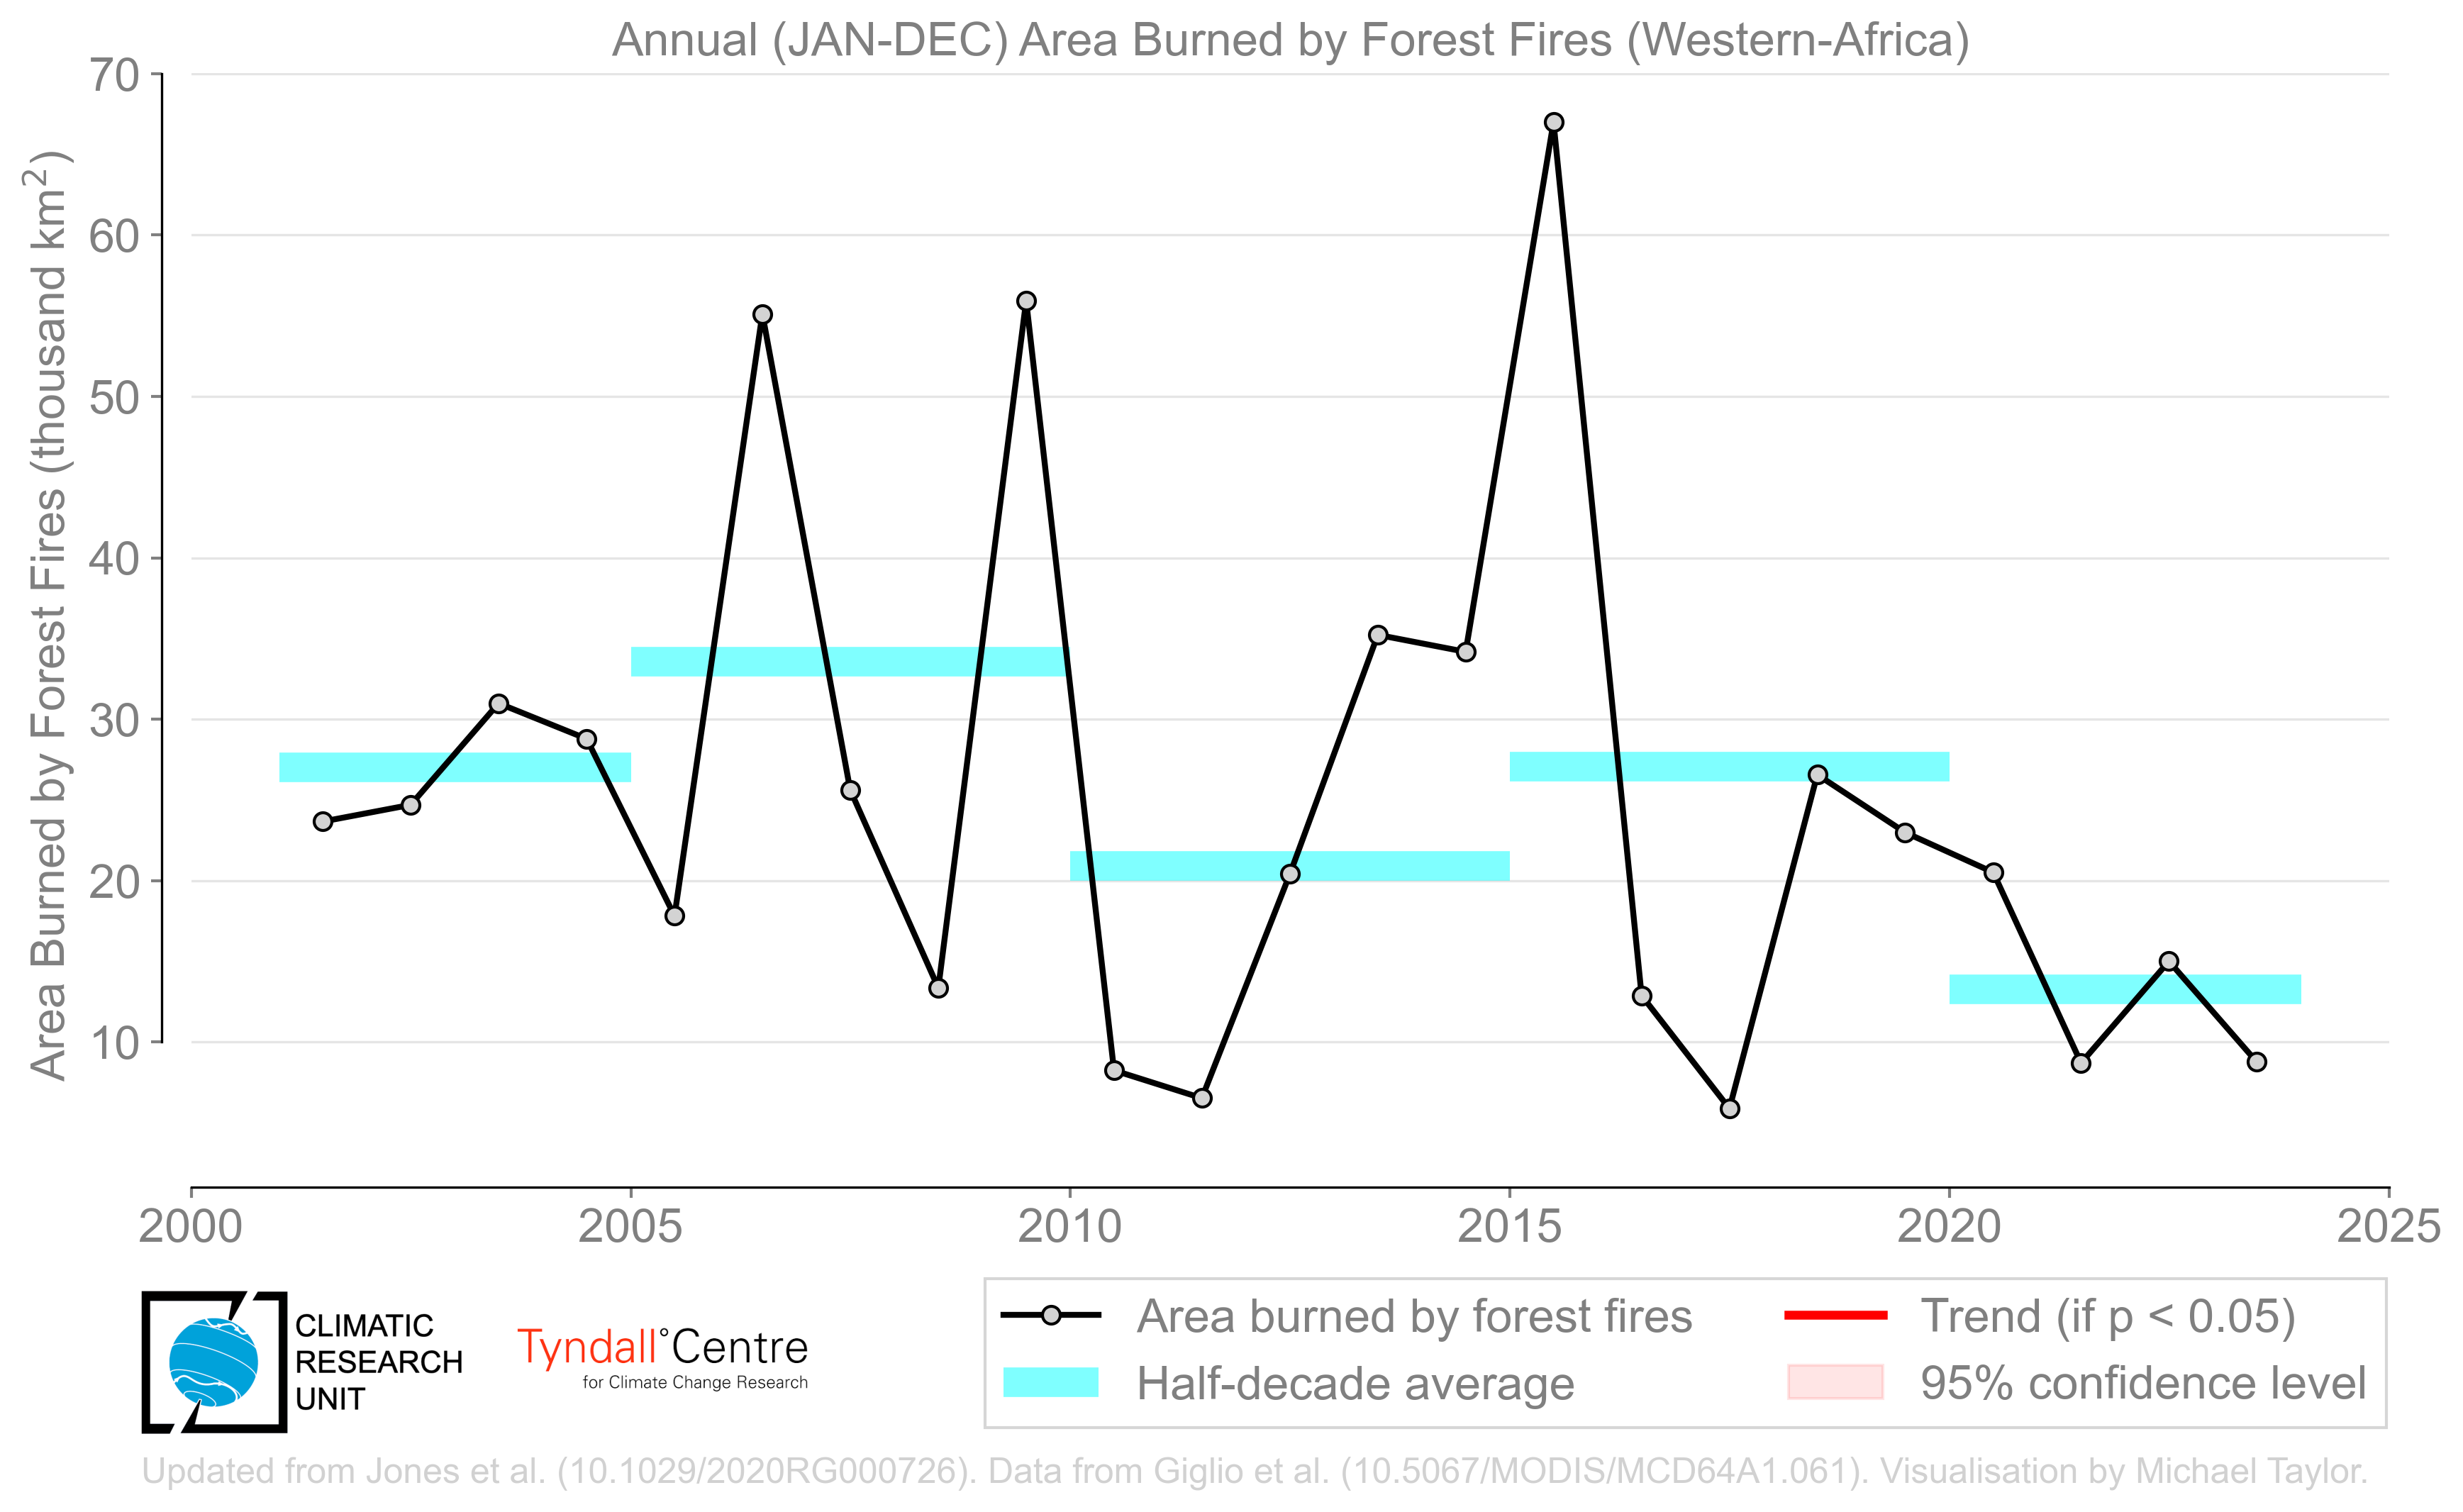 Annual (JAN-DEC) Area Burned by Forest Fires (Western-Africa)
Area Burned by Forest Fires (thousand km²)
70
60
50
40
30
20
10
2000 2005 2010 2015 2020 2025
CLIMATIC
RESEARCH
UNIT
Tyndall°Centre
for Climate Change Research
Area burned by forest fires
Half-decade average
Trend (if p < 0.05)
95% confidence level
Updated from Jones et al. (10.1029/2020RG000726). Data from Giglio et al. (10.5067/MODIS/MCD64A1.061). Visualisation by Michael Taylor.